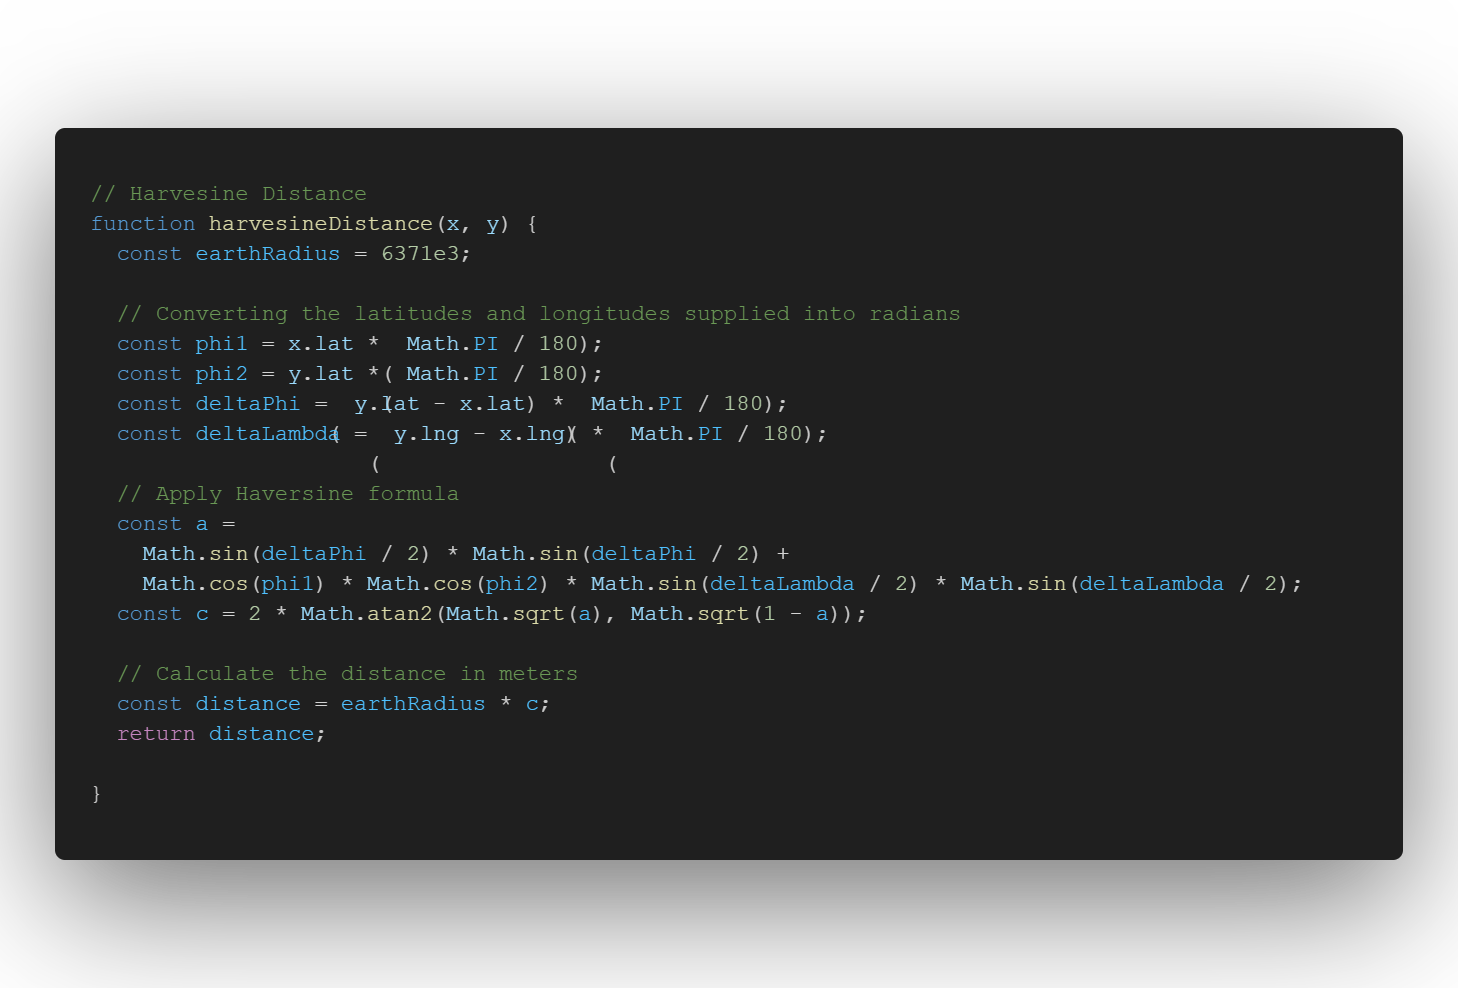 // Harvesine Distance
function harvesineDistance(x, y) {
  const earthRadius = 6371e3;

  // Converting the latitudes and longitudes supplied into radians
  const phi1 = x.lat *  Math.PI / 180);
  const phi2 = y.lat *( Math.PI / 180);
  const deltaPhi =  y.(lat - x.lat) *  Math.PI / 180);
  const deltaLambda( =  y.lng - x.lng)( *  Math.PI / 180);
                     (                 (
  // Apply Haversine formula
  const a =
    Math.sin(deltaPhi / 2) * Math.sin(deltaPhi / 2) +
    Math.cos(phi1) * Math.cos(phi2) * Math.sin(deltaLambda / 2) * Math.sin(deltaLambda / 2);
  const c = 2 * Math.atan2(Math.sqrt(a), Math.sqrt(1 - a));

  // Calculate the distance in meters
  const distance = earthRadius * c;
  return distance;

}